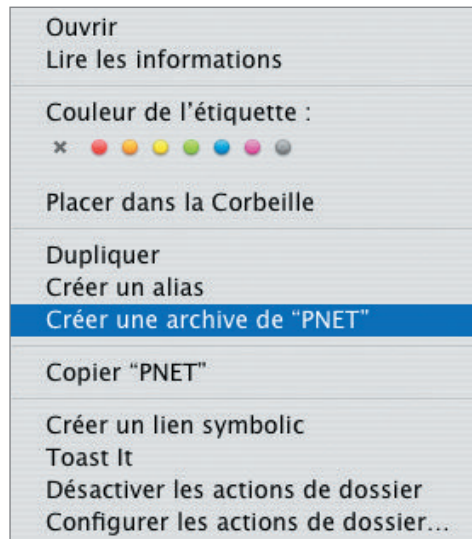 Ouvrir
Lire les informations
Couleur de l'étiquette :
Placer dans la Corbeille
Dupliquer
Créer un alias
Créer une archive de “PNET”
Copier “PNET”
Créer un lien symbolic
Toast It
Désactiver les actions de dossier
Configurer les actions de dossier...